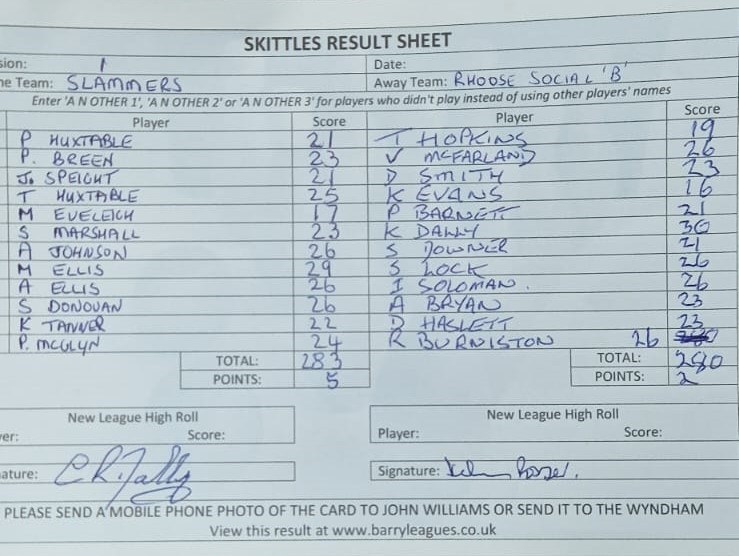 SKITTLES RESULT SHEET
sion: 1 Date:
ne Team: SLAMMERS Away Team: RHOOSE SOCIAL 'B'
Enter 'A N OTHER 1', 'A N OTHER 2' or 'A N OTHER 3' for players who didn't play instead of using other players' names
Player Score Player Score
P HUXTABLE 21 T HOPKINS 19
P. BREEN 23 V MCFARLAND 26
Jo SPEIGHT 21 D SMITH 23
T HUXTABLE 25 K EVANS 16
M EVELEIGH 17 P BARNETT 21
S MARSHALL 23 K DALLY 30
A JOHNSON 26 S DOWNER 21
M ELLIS 29 S LOCK 26
A ELLIS 26 I SOLOMAN. 26
S DONOVAN 26 A BRYAN 23
K TANNER 22 D HASLETT 23
P. MCGLYN 24 R BURNISTON 26
TOTAL: 283 TOTAL: 280
POINTS: 5 POINTS: 2
New League High Roll New League High Roll
er: Score: Player: Score:
ature: Signature:
PLEASE SEND A MOBILE PHONE PHOTO OF THE CARD TO JOHN WILLIAMS OR SEND IT TO THE WYNDHAM
View this result at www.barryleagues.co.uk